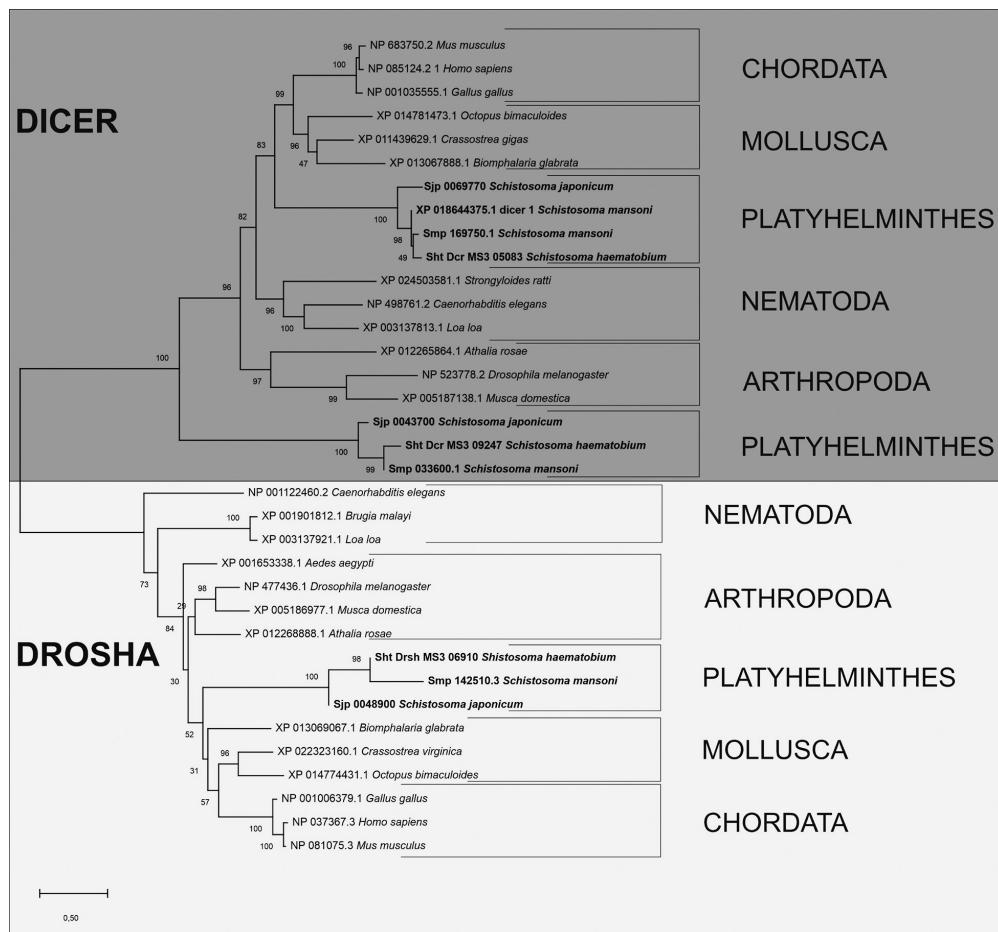 DICER
96
NP 683750.2 Mus musculus
100
NP 085124.2 1 Homo sapiens
NP 001035555.1 Gallus gallus
CHORDATA
99
XP 014781473.1 Octopus bimaculoides
96
XP 011439629.1 Crassostrea gigas
47
XP 013067888.1 Biomphalaria glabrata
MOLLUSCA
83
Sjp 0069770 Schistosoma japonicum
100
XP 018644375.1 dicer 1 Schistosoma mansoni
98
Smp 169750.1 Schistosoma mansoni
49
Sht Dcr MS3 05083 Schistosoma haematobium
PLATYHELMINTHES
82
XP 024503581.1 Strongyloides ratti
96
NP 498761.2 Caenorhabditis elegans
100
XP 003137813.1 Loa loa
NEMATODA
96
XP 012265864.1 Athalia rosae
97
NP 523778.2 Drosophila melanogaster
99
XP 005187138.1 Musca domestica
ARTHROPODA
100
Sjp 0043700 Schistosoma japonicum
100
Sht Dcr MS3 09247 Schistosoma haematobium
99
Smp 033600.1 Schistosoma mansoni
PLATYHELMINTHES
DROSHA
NP 001122460.2 Caenorhabditis elegans
100
XP 001901812.1 Brugia malayi
XP 003137921.1 Loa loa
NEMATODA
73
XP 001653338.1 Aedes aegypti
98
NP 477436.1 Drosophila melanogaster
29
XP 005186977.1 Musca domestica
84
XP 012268888.1 Athalia rosae
ARTHROPODA
30
98
Sht Drsh MS3 06910 Shistosoma haematobium
100
Smp 142510.3 Schistosoma mansoni
Sjp 0048900 Schistosoma japonicum
PLATYHELMINTHES
52
XP 013069067.1 Biomphalaria glabrata
96
XP 022323160.1 Crassostrea virginica
31
XP 014774431.1 Octopus bimaculoides
MOLLUSCA
57
NP 001006379.1 Gallus gallus
100
NP 037367.3 Homo sapiens
100
NP 081075.3 Mus musculus
CHORDATA
0,50